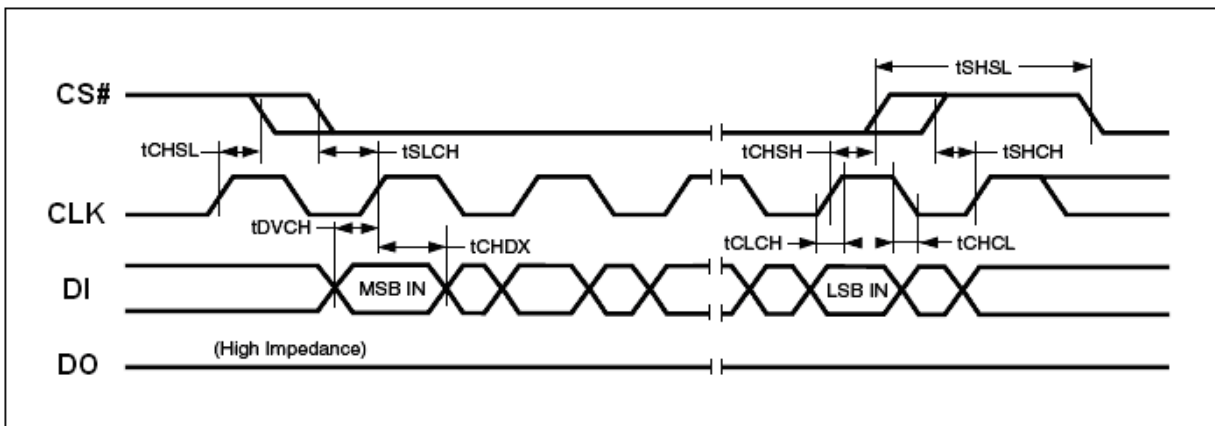 tSHSL
CS#
tCHSL
tSLCH
tCHSH
tSHCH
CLK
tDVCH
tCHDX
tCLCH
tCHCL
DI
MSB IN
LSB IN
(High Impedance)
DO